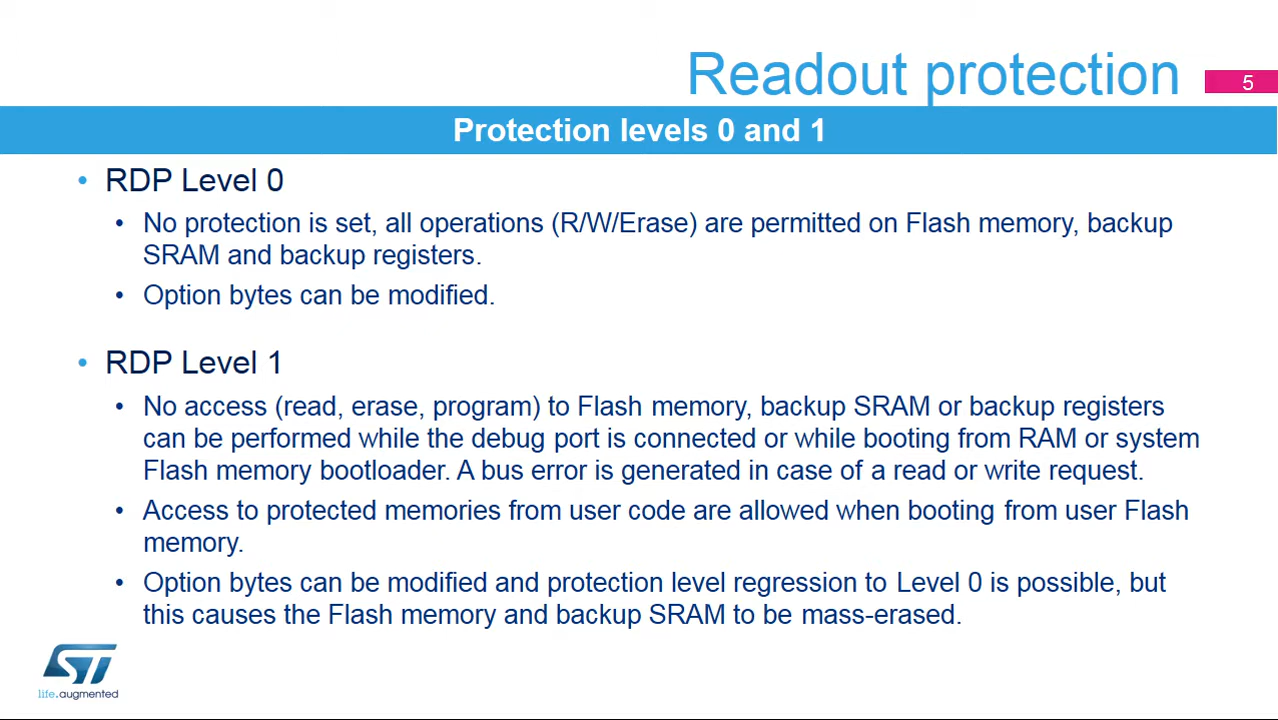 Readout protection
5
Protection levels 0 and 1
• RDP Level 0
• No protection is set, all operations (R/W/Erase) are permitted on Flash memory, backup
SRAM and backup registers.
• Option bytes can be modified.
• RDP Level 1
• No access (read, erase, program) to Flash memory, backup SRAM or backup registers
can be performed while the debug port is connected or while booting from RAM or system
Flash memory bootloader. A bus error is generated in case of a read or write request.
• Access to protected memories from user code are allowed when booting from user Flash
memory.
• Option bytes can be modified and protection level regression to Level 0 is possible, but
this causes the Flash memory and backup SRAM to be mass-erased.
ST
life.augmented